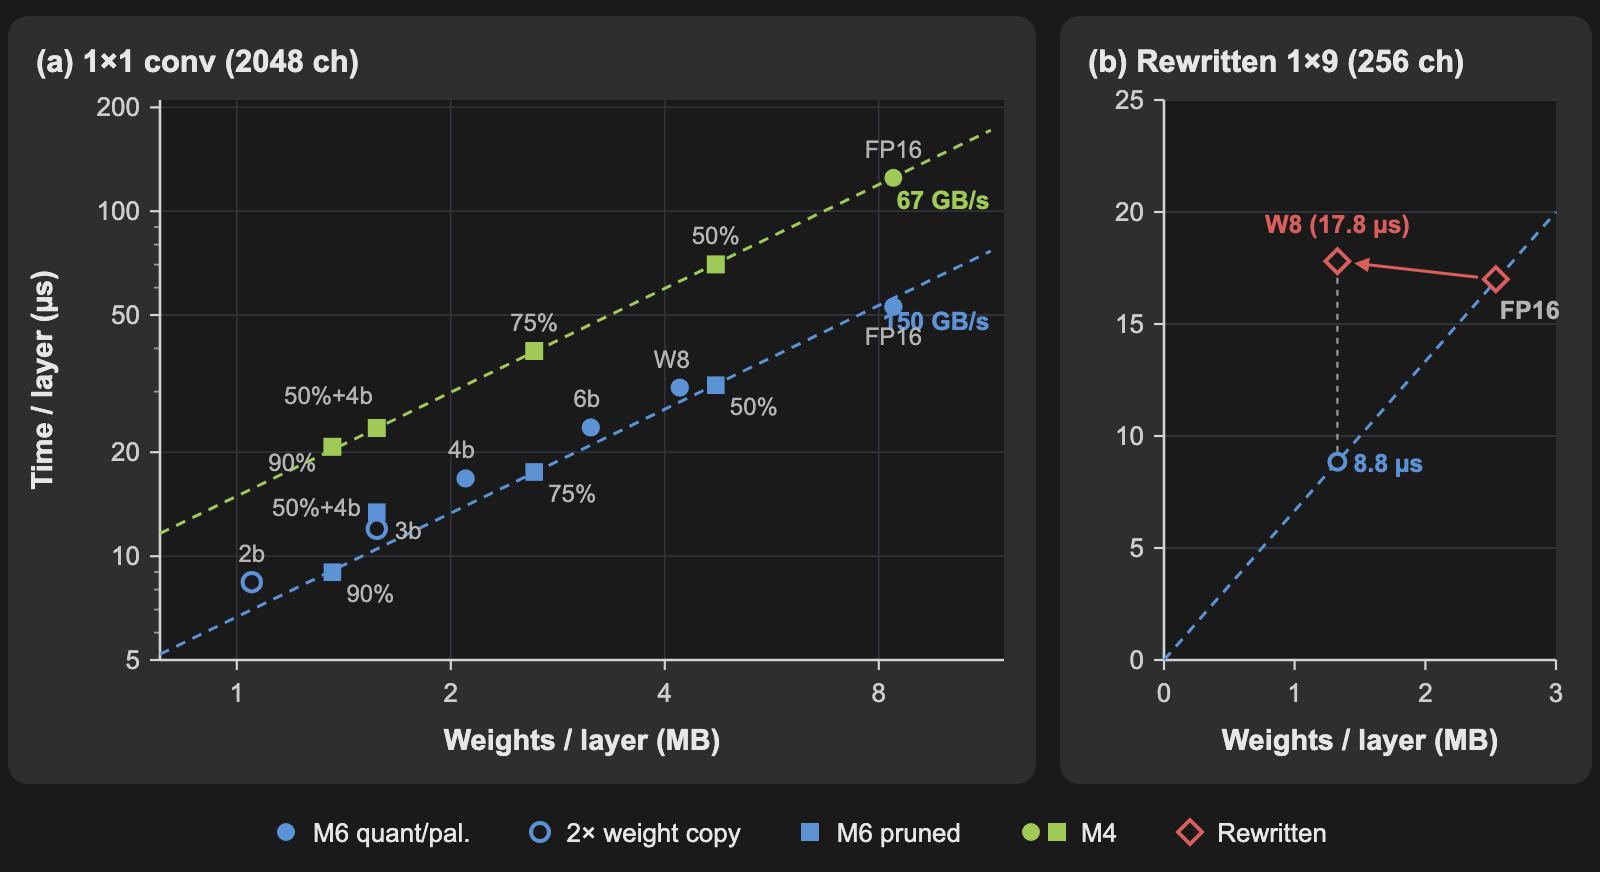 (a) 1×1 conv (2048 ch)
200
100
50
20
10
5
Time / layer (µs)
FP16
67 GB/s
50%
75%
150 GB/s
FP16
W8
50%+4b
6b
50%
90%
4b
75%
50%+4b
3b
2b
90%
1
2
4
8
Weights / layer (MB)
(b) Rewritten 1×9 (256 ch)
25
20
15
10
5
0
W8 (17.8 µs)
FP16
8.8 µs
0
1
2
3
Weights / layer (MB)
M6 quant/pal.
2× weight copy
M6 pruned
M4
Rewritten